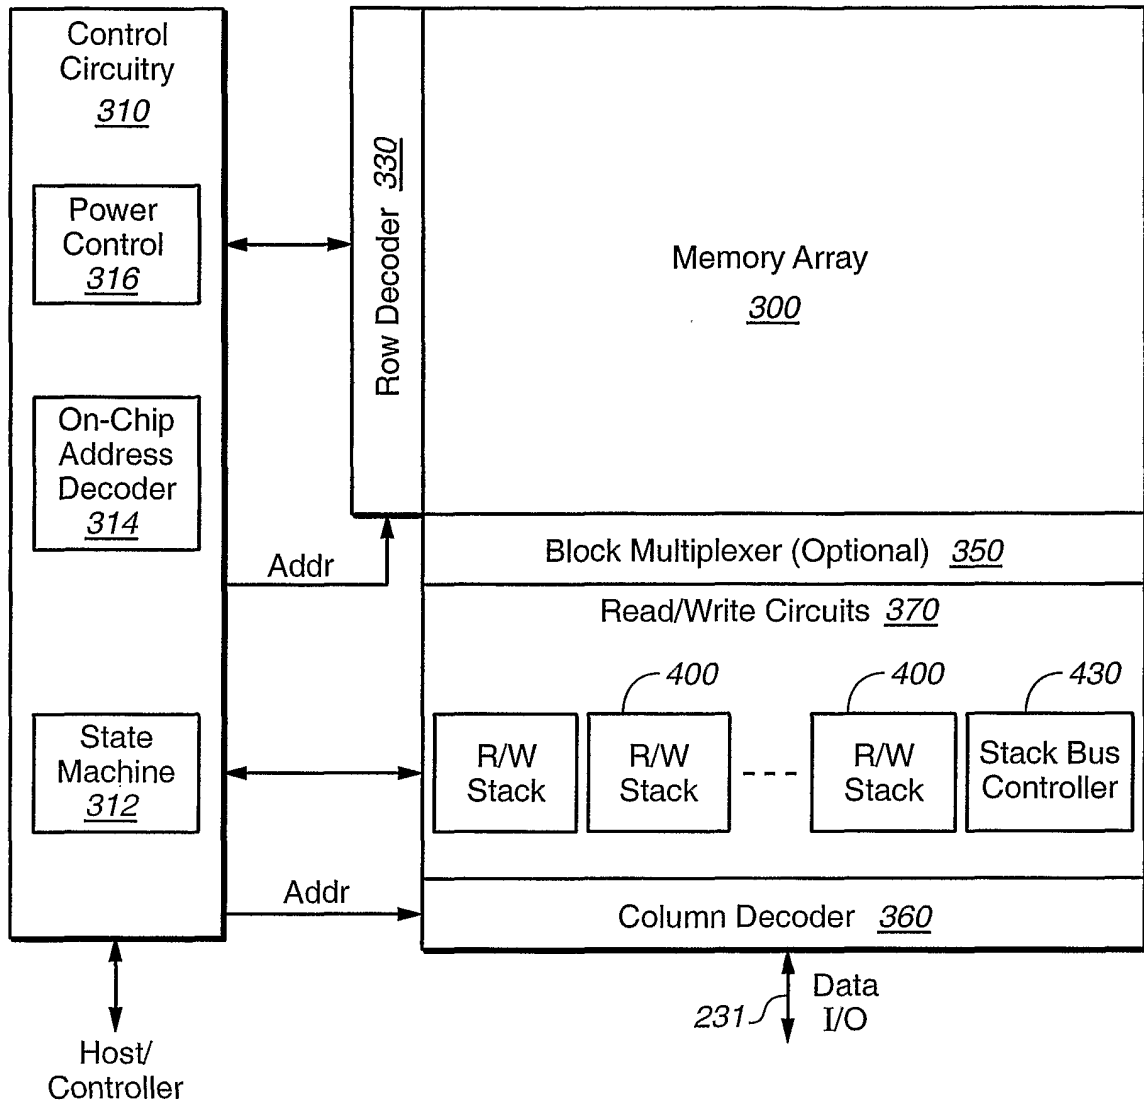 Control
Circuitry
310
Power
Control
316
On-Chip
Address
Decoder
314
State
Machine
312
Host/
Controller
Addr
Addr
Row Decoder 330
Memory Array
300
Block Multiplexer (Optional) 350
Read/Write Circuits 370
400
400
430
R/W
Stack
R/W
Stack
R/W
Stack
Stack Bus
Controller
Column Decoder 360
231
Data
I/O